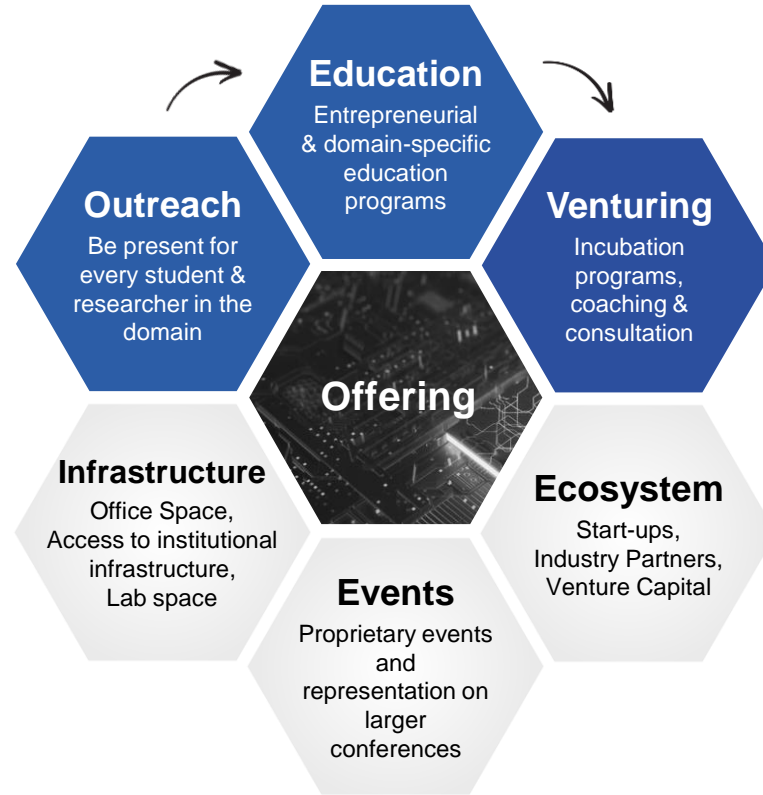 Education
Entrepreneurial
& domain-specific
education
programs
Outreach
Be present for
every student &
researcher in the
domain
Venturing
Incubation
programs,
coaching &
consultation
Offering
Infrastructure
Office Space,
Access to institutional
infrastructure,
Lab space
Ecosystem
Start-ups,
Industry Partners,
Venture Capital
Events
Proprietary events
and
representation on
larger
conferences